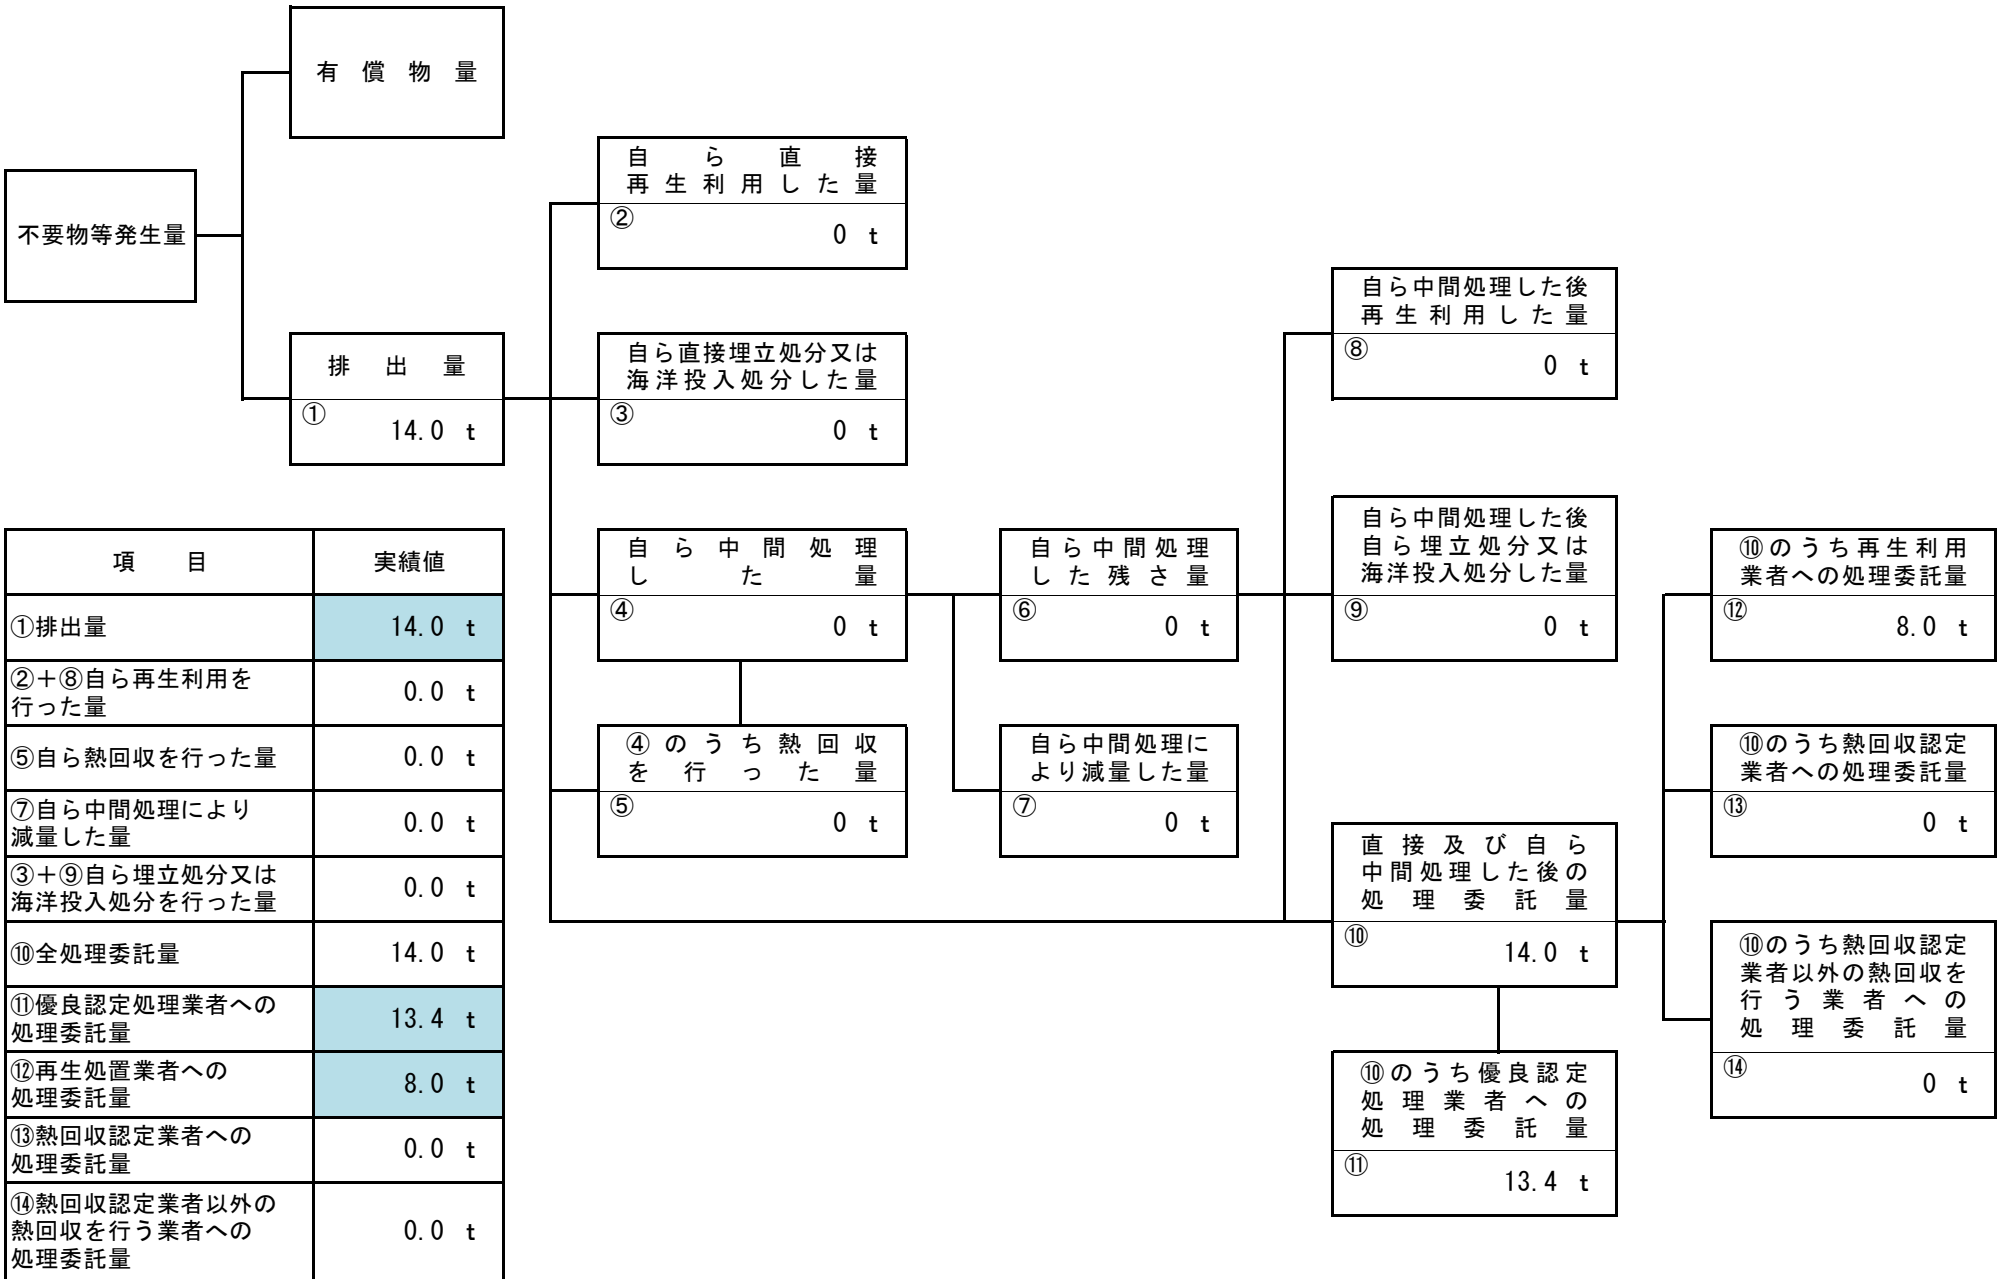 有償物量
不要物等発生量
排出量
① 14.0 t
自ら直接
再生利用した量
② 0 t
自ら直接埋立処分又は
海洋投入処分した量
③ 0 t
自ら中間処理
した量
④ 0 t
④のうち熱回収
を行った量
⑤ 0 t
自ら中間処理
した残さ量
⑥ 0 t
自ら中間処理に
より減量した量
⑦ 0 t
自ら中間処理した後
再生利用した量
⑧ 0 t
自ら中間処理した後
自ら埋立処分又は
海洋投入処分した量
⑨ 0 t
直接及び自ら
中間処理した後の
処理委託量
⑩ 14.0 t
⑩のうち優良認定
処理業者への
処理委託量
⑪ 13.4 t
⑩のうち再生利用
業者への処理委託量
⑫ 8.0 t
⑩のうち熱回収認定
業者への処理委託量
⑬ 0 t
⑩のうち熱回収認定
業者以外の熱回収を
行う業者への
処理委託量
⑭ 0 t
項目 実績値
①排出量 14.0 t
②+⑧自ら再生利用を
行った量 0.0 t
⑤自ら熱回収を行った量 0.0 t
⑦自ら中間処理により
減量した量 0.0 t
③+⑨自ら埋立処分又は
海洋投入処分を行った量 0.0 t
⑩全処理委託量 14.0 t
⑪優良認定処理業者への
処理委託量 13.4 t
⑫再生処置業者への
処理委託量 8.0 t
⑬熱回収認定業者への
処理委託量 0.0 t
⑭熱回収認定業者以外の
熱回収を行う業者への
処理委託量 0.0 t